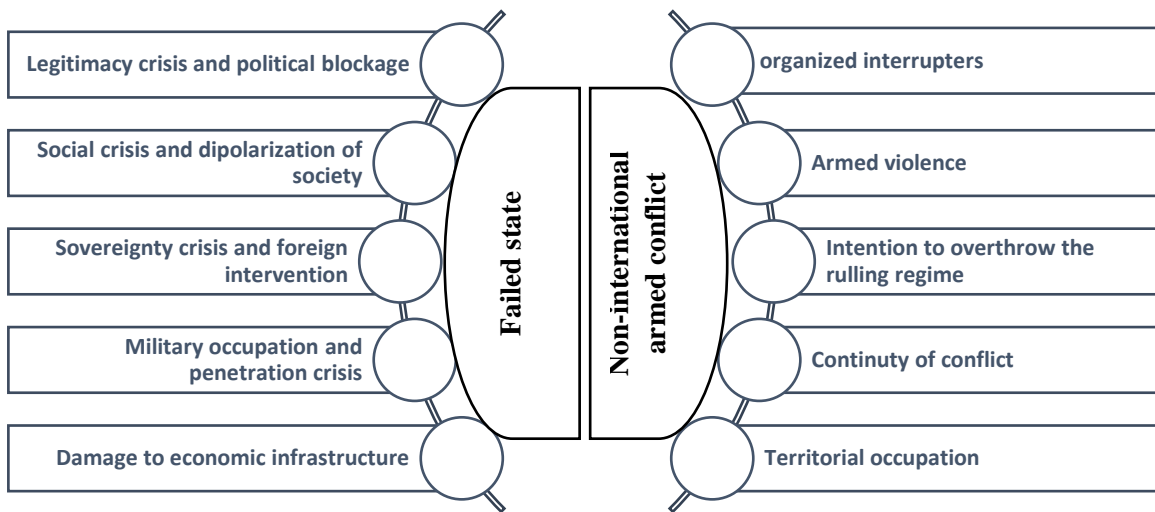 Legitimacy crisis and political blockage
Social crisis and dipolarization of
society
Sovereignty crisis and foreign
intervention
Military occupation and
penetration crisis
Damage to economic infrastructure
Failed state
Non-international
armed conflict
organized interrupters
Armed violence
Intention to overthrow the
rulling regime
Continuty of conflict
Territorial occupation